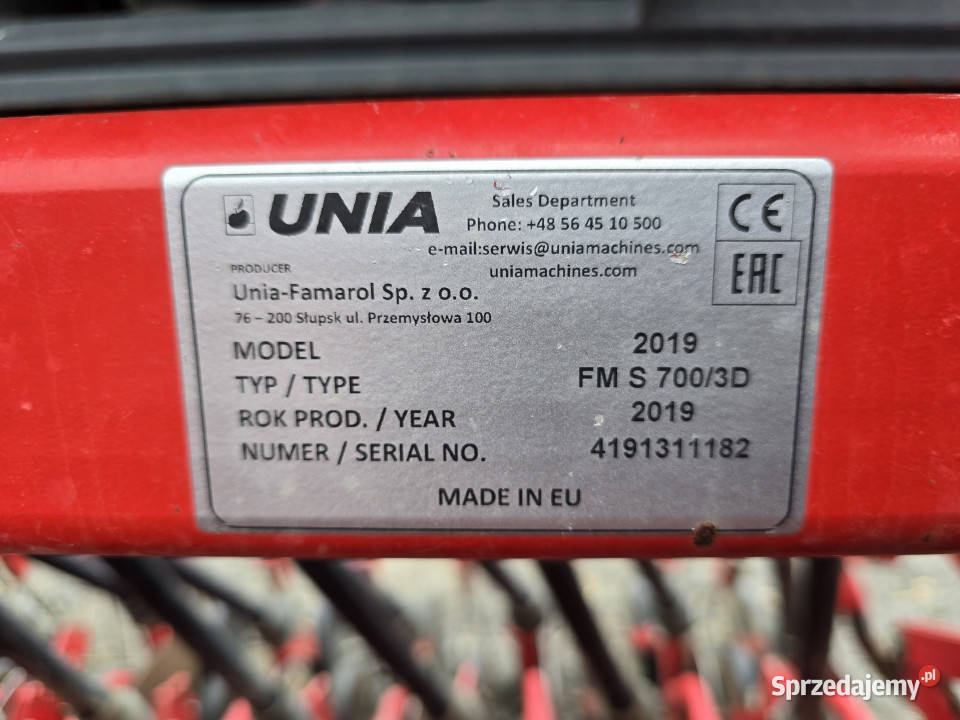 UNIA
Sales Department
Phone: +48 56 45 10 500
e-mail:serwis@uniamachines.com
uniamachines.com
CE
EAC
PRODUCER
Unia-Famarol Sp. z o.o.
76 – 200 Słupsk ul. Przemysłowa 100
MODEL 2019
TYP / TYPE FM S 700/3D
ROK PROD. / YEAR 2019
NUMER / SERIAL NO. 4191311182
MADE IN EU
Sprzedajemy.pl